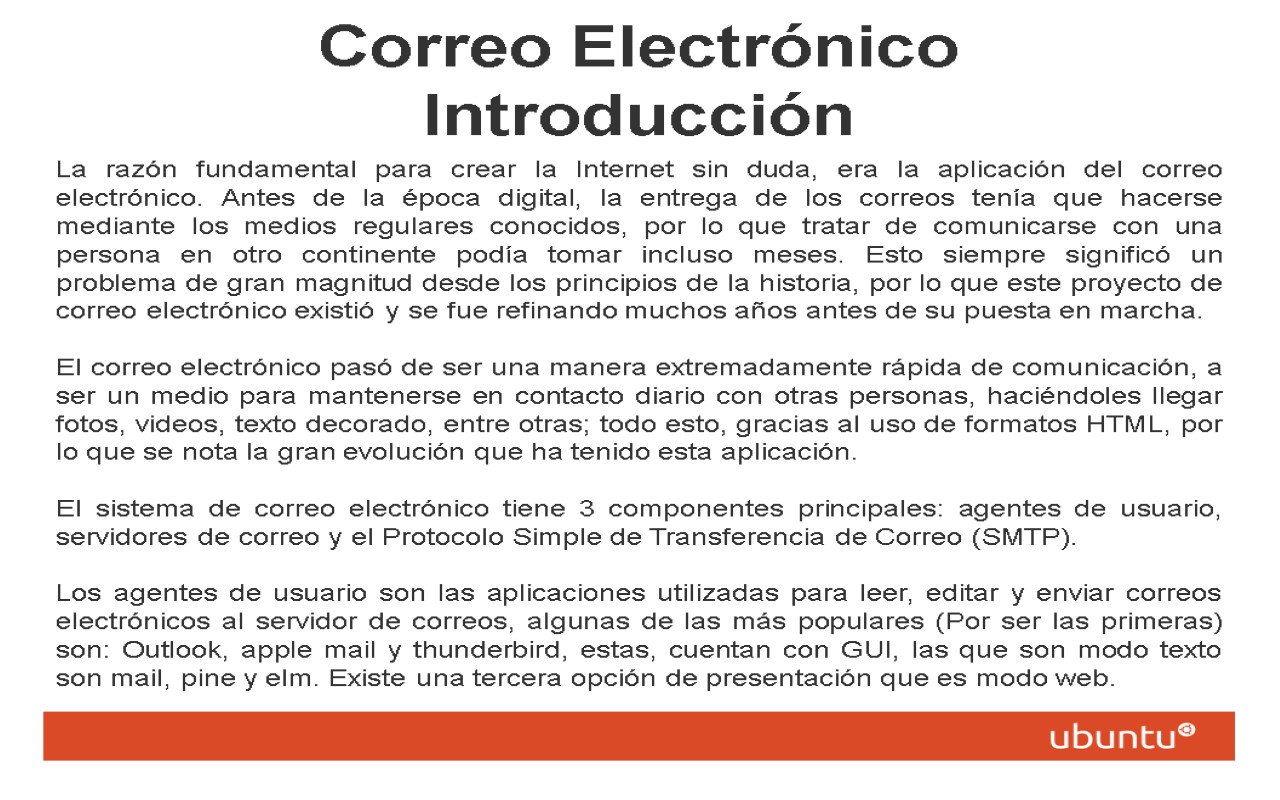 Correo Electrónico
Introducción
La razón fundamental para crear la Internet sin duda, era la aplicación del correo
electrónico. Antes de la época digital, la entrega de los correos tenía que hacerse
mediante los medios regulares conocidos, por lo que tratar de comunicarse con una
persona en otro continente podía tomar incluso meses. Esto siempre significó un
problema de gran magnitud desde los principios de la historia, por lo que este proyecto de
correo electrónico existió y se fue refinando muchos años antes de su puesta en marcha.
El correo electrónico pasó de ser una manera extremadamente rápida de comunicación, a
ser un medio para mantenerse en contacto diario con otras personas, haciéndoles llegar
fotos, videos, texto decorado, entre otras; todo esto, gracias al uso de formatos HTML, por
lo que se nota la gran evolución que ha tenido esta aplicación.
El sistema de correo electrónico tiene 3 componentes principales: agentes de usuario,
servidores de correo y el Protocolo Simple de Transferencia de Correo (SMTP).
Los agentes de usuario son las aplicaciones utilizadas para leer, editar y enviar correos
electrónicos al servidor de correos, algunas de las más populares (Por ser las primeras)
son: Outlook, apple mail y thunderbird, estas, cuentan con GUI, las que son modo texto
son mail, pine y elm. Existe una tercera opción de presentación que es modo web.
ubuntu